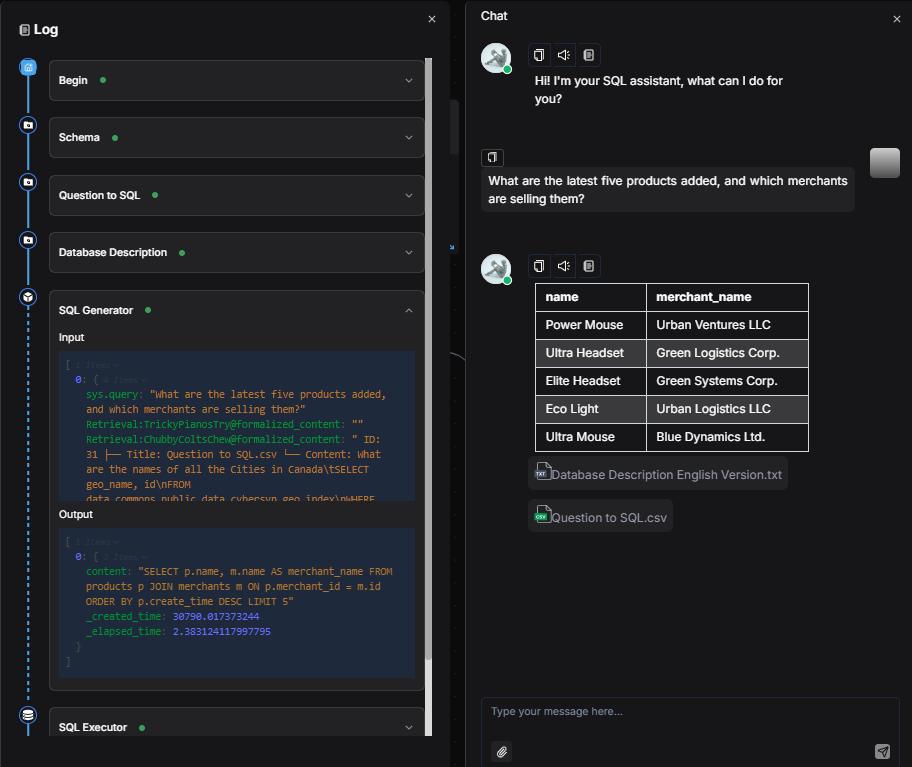 Log
Begin
Schema
Question to SQL
Database Description
SQL Generator
Input
[ 1 Items
0: { 4 Items
sys.query: "What are the latest five products added,
and which merchants are selling them?"
Retrieval:TrickyPianosTry@formalized_content: ""
Retrieval:ChubbyColtsChew@formalized_content: " ID:
31 ├── Title: Question to SQL.csv └── Content: What
are the names of all the Cities in Canada\tSELECT
geo_name, id\nFROM
data_commons_public_data.cybersyn.geo_index\nWHERE
Output
[ 1 Items
0: { 3 Items
content: "SELECT p.name, m.name AS merchant_name FROM
products p JOIN merchants m ON p.merchant_id = m.id
ORDER BY p.create_time DESC LIMIT 5"
_created_time: 30790.017373244
_elapsed_time: 2.383124117997795
}
]
SQL Executor
Chat
Hi! I'm your SQL assistant, what can I do for
you?
What are the latest five products added, and which merchants
are selling them?
name merchant_name
Power Mouse Urban Ventures LLC
Ultra Headset Green Logistics Corp.
Elite Headset Green Systems Corp.
Eco Light Urban Logistics LLC
Ultra Mouse Blue Dynamics Ltd.
TXT Database Description English Version.txt
CSV Question to SQL.csv
Type your message here...